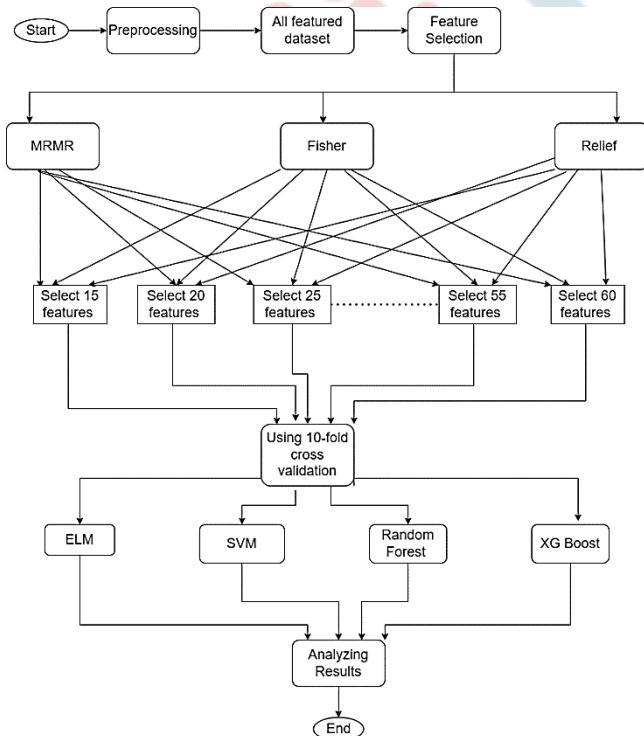 Start
Preprocessing
All featured
dataset
Feature
Selection
MRMR
Fisher
Relief
Select 15
features
Select 20
features
Select 25
features
Select 55
features
Select 60
features
Using 10-fold
cross
validation
ELM
SVM
Random
Forest
XG Boost
Analyzing
Results
End